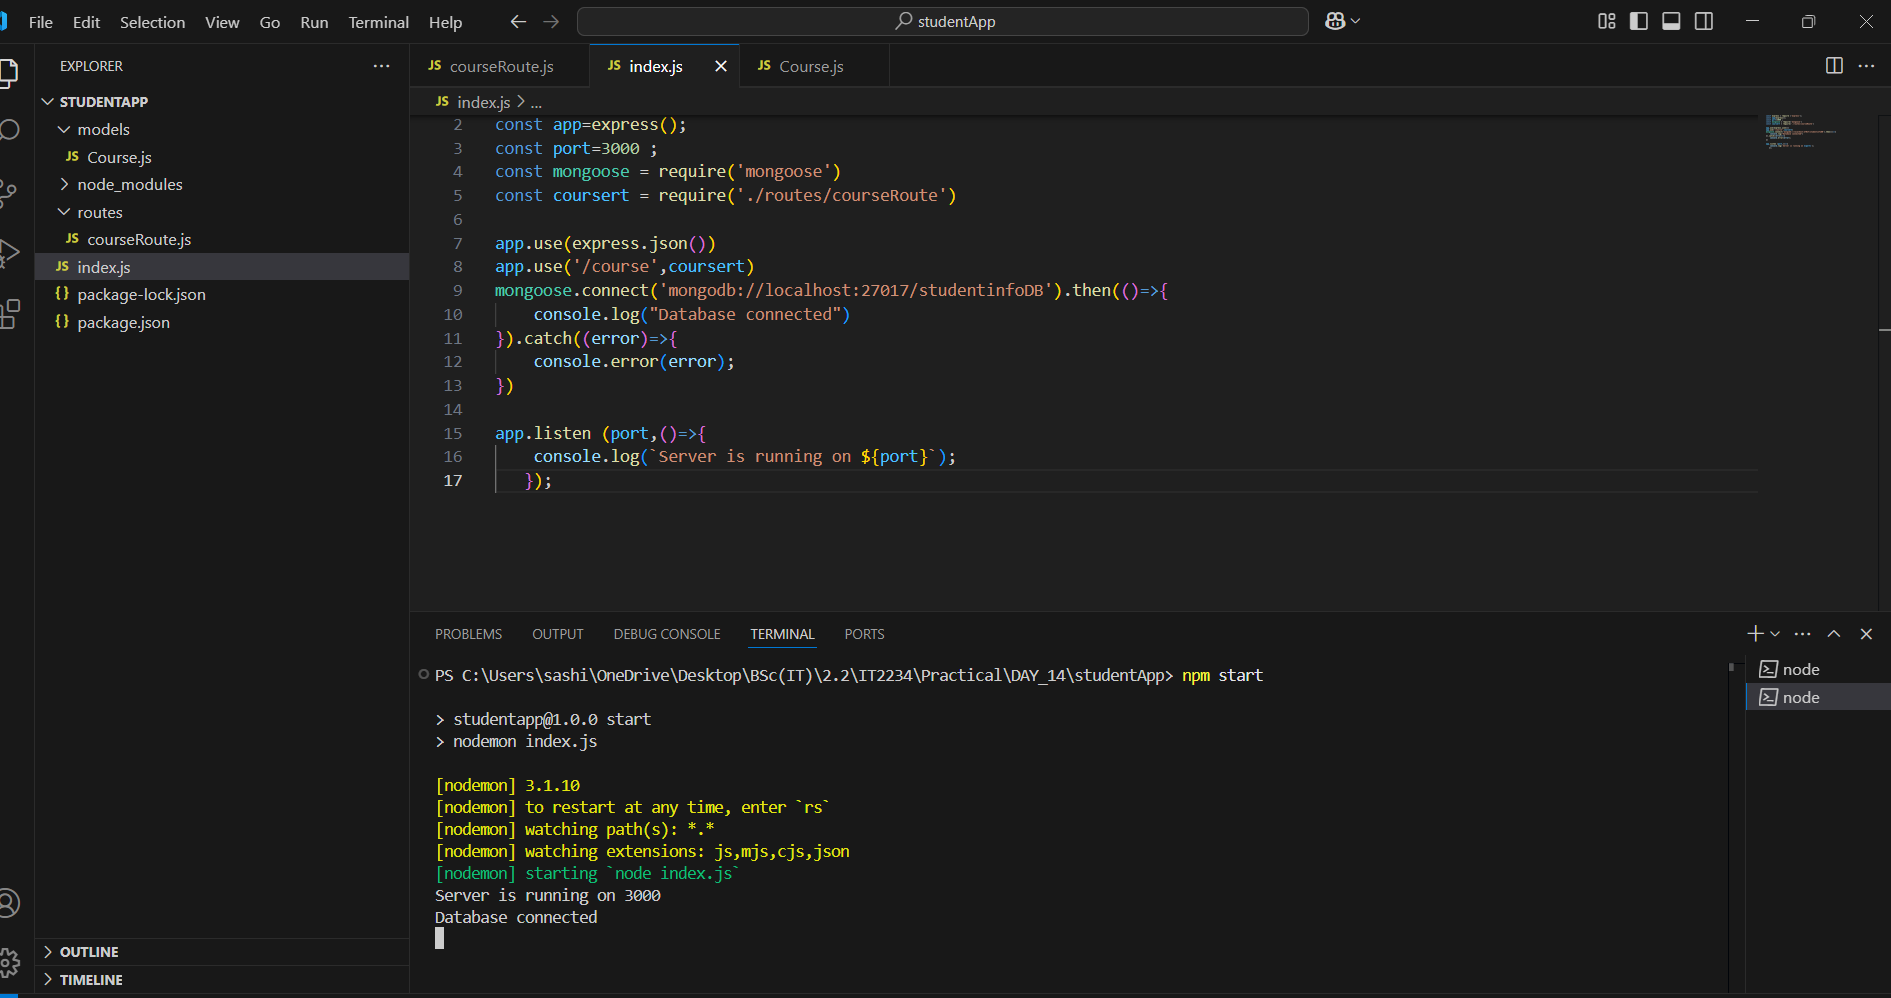 File Edit Selection View Go Run Terminal Help
studentApp
EXPLORER
STUDENTAPP
models
JS Course.js
node_modules
routes
JS courseRoute.js
JS index.js
{} package-lock.json
{} package.json
OUTLINE
TIMELINE
JS courseRoute.js JS index.js JS Course.js
JS index.js > ...
2 const app=express();
3 const port=3000 ;
4 const mongoose = require('mongoose')
5 const coursert = require('./routes/courseRoute')
6
7 app.use(express.json())
8 app.use('/course',coursert)
9 mongoose.connect('mongodb://localhost:27017/studentinfoDB').then(()=>{
10 console.log("Database connected")
11 }).catch((error)=>{
12 console.error(error);
13 })
14
15 app.listen (port,()=>{
16 console.log(`Server is running on ${port}`);
17 });
PROBLEMS OUTPUT DEBUG CONSOLE TERMINAL PORTS
PS C:\Users\sashi\OneDrive\Desktop\BSc(IT)\2.2\IT2234\Practical\DAY_14\studentApp> npm start
> studentapp@1.0.0 start
> nodemon index.js
[nodemon] 3.1.10
[nodemon] to restart at any time, enter `rs`
[nodemon] watching path(s): *.*
[nodemon] watching extensions: js,mjs,cjs,json
[nodemon] starting `node index.js`
Server is running on 3000
Database connected
node
node